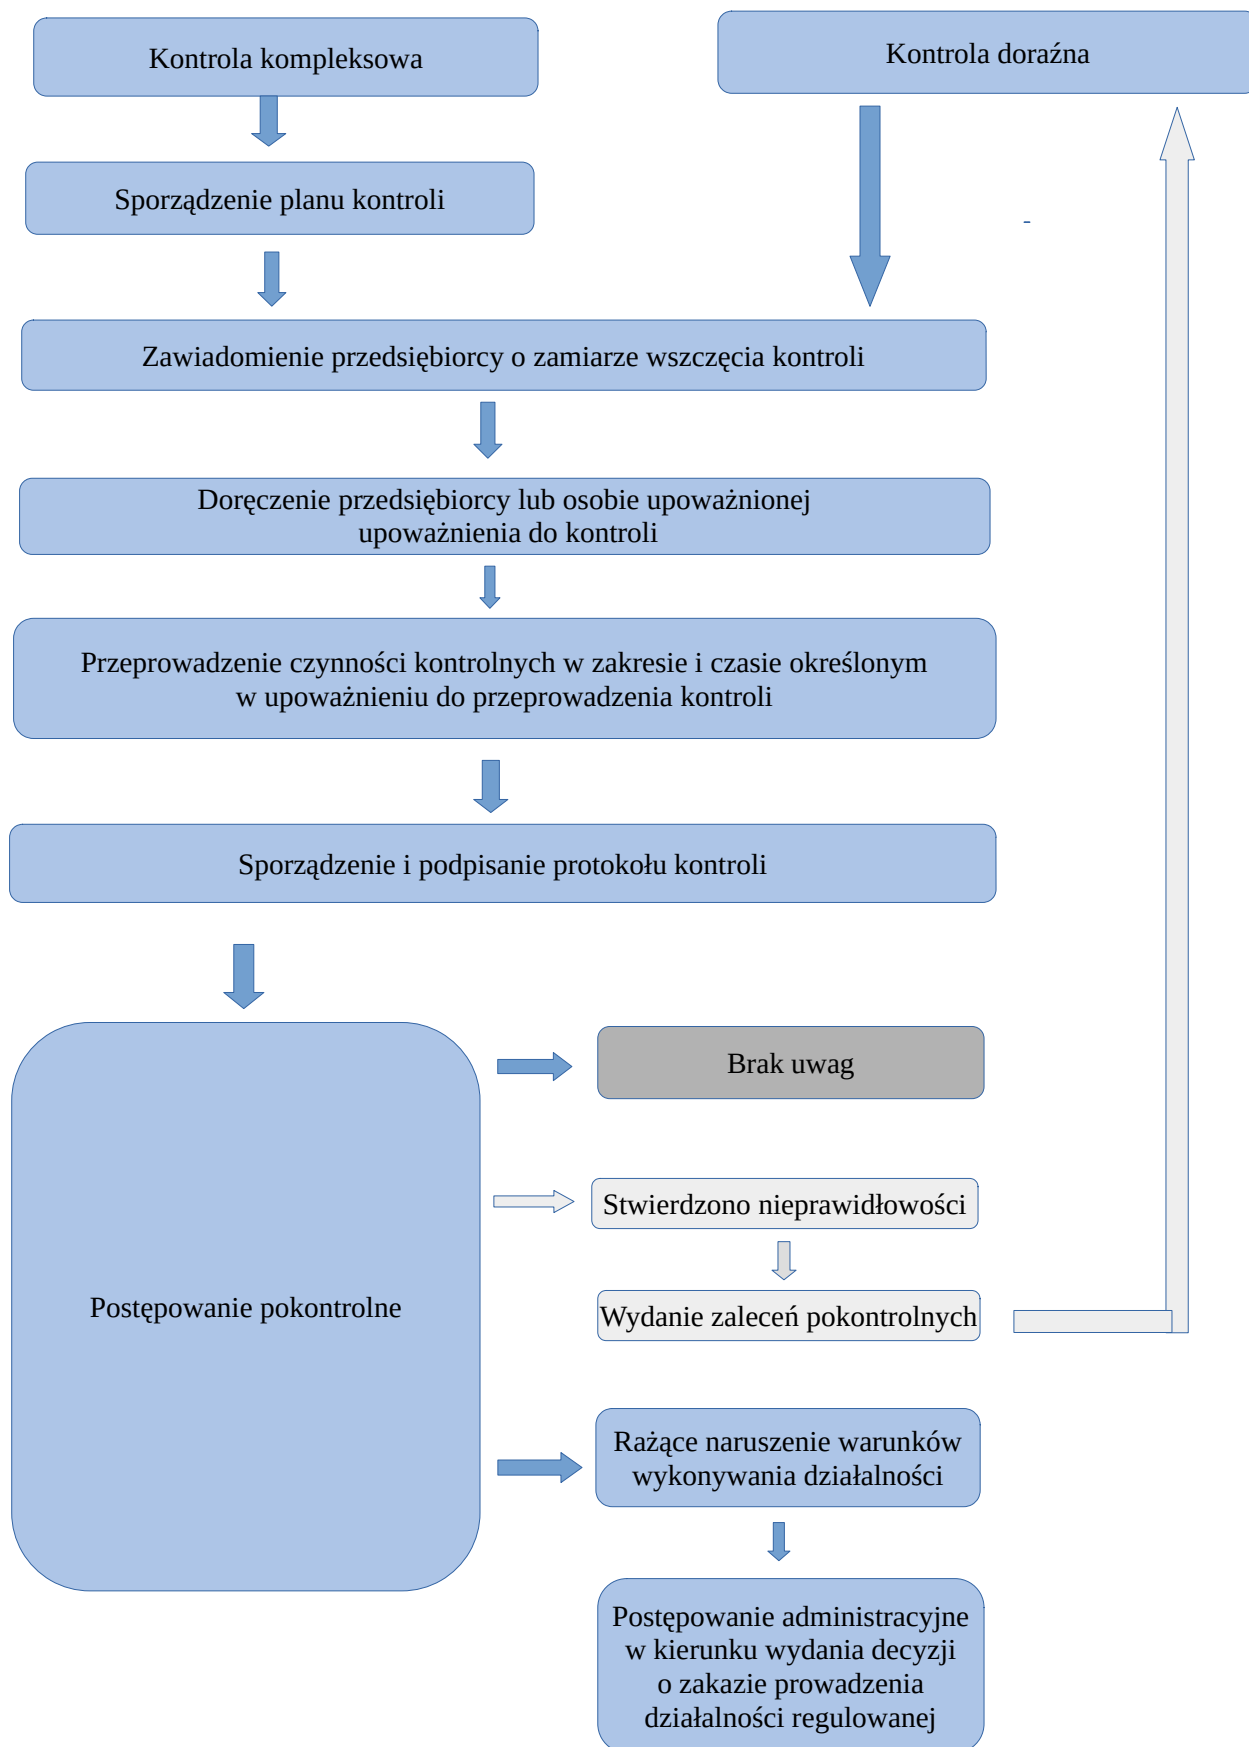 Kontrola kompleksowa
Kontrola doraźna
Sporządzenie planu kontroli
-
Zawiadomienie przedsiębiorcy o zamiarze wszczęcia kontroli
Doręczenie przedsiębiorcy lub osobie upoważnionej
upoważnienia do kontroli
Przeprowadzenie czynności kontrolnych w zakresie i czasie określonym
w upoważnieniu do przeprowadzenia kontroli
Sporządzenie i podpisanie protokołu kontroli
Postępowanie pokontrolne
Brak uwag
Stwierdzono nieprawidłowości
Wydanie zaleceń pokontrolnych
Rażące naruszenie warunków
wykonywania działalności
Postępowanie administracyjne
w kierunku wydania decyzji
o zakazie prowadzenia
działalności regulowanej